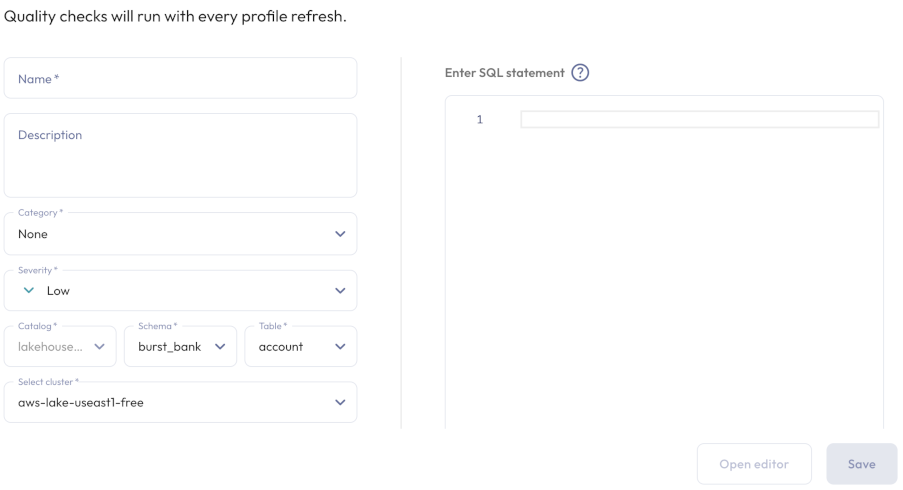 Quality checks will run with every profile refresh.
Name *
Description
Category *
None
Severity *
Low
Catalog *
lakehouse...
Schema *
burst_bank
Table *
account
Select cluster *
aws-lake-useast1-free
Enter SQL statement ?
1
Open editor
Save